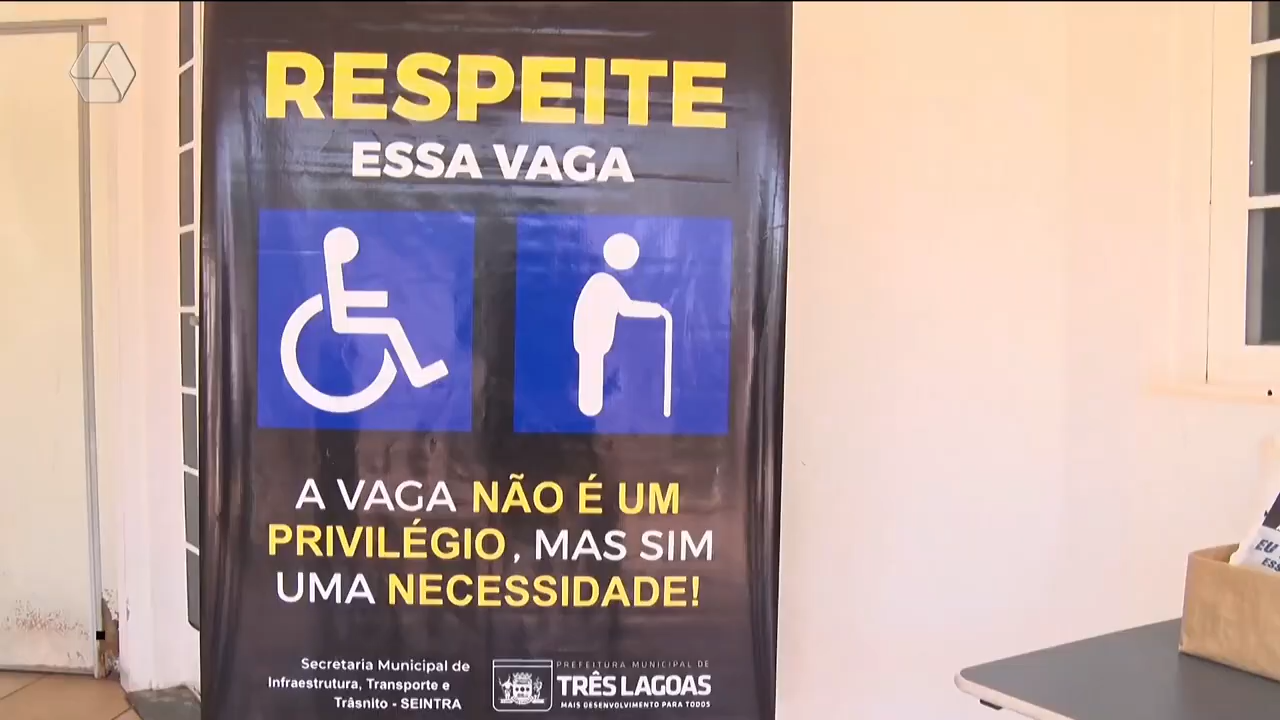 RESPEITE
ESSA VAGA
A VAGA NÃO É UM
PRIVILÉGIO, MAS SIM
UMA NECESSIDADE!
Secretaria Municipal de
Infraestrutura, Transporte e
Trâsnito - SEINTRA
PREFEITURA MUNICIPAL DE
TRÊS LAGOAS
MAIS DESENVOLVIMENTO PARA TODOS
EU